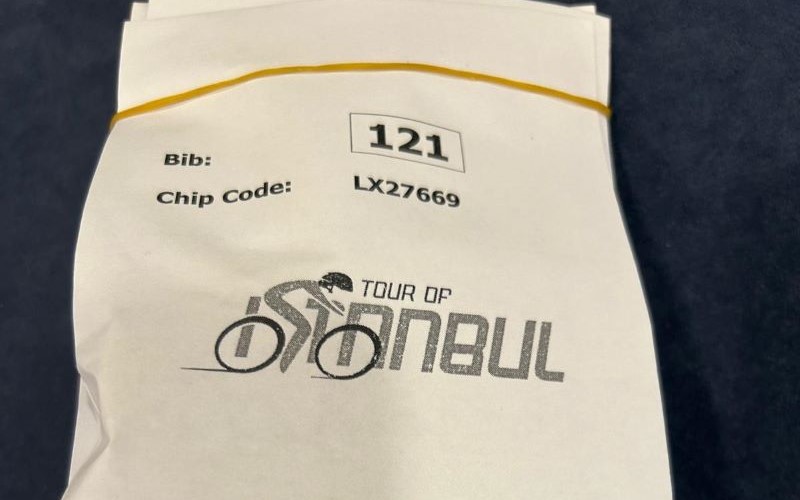 Bib: 121
Chip Code: LX27669
TOUR OF
ISTANBUL